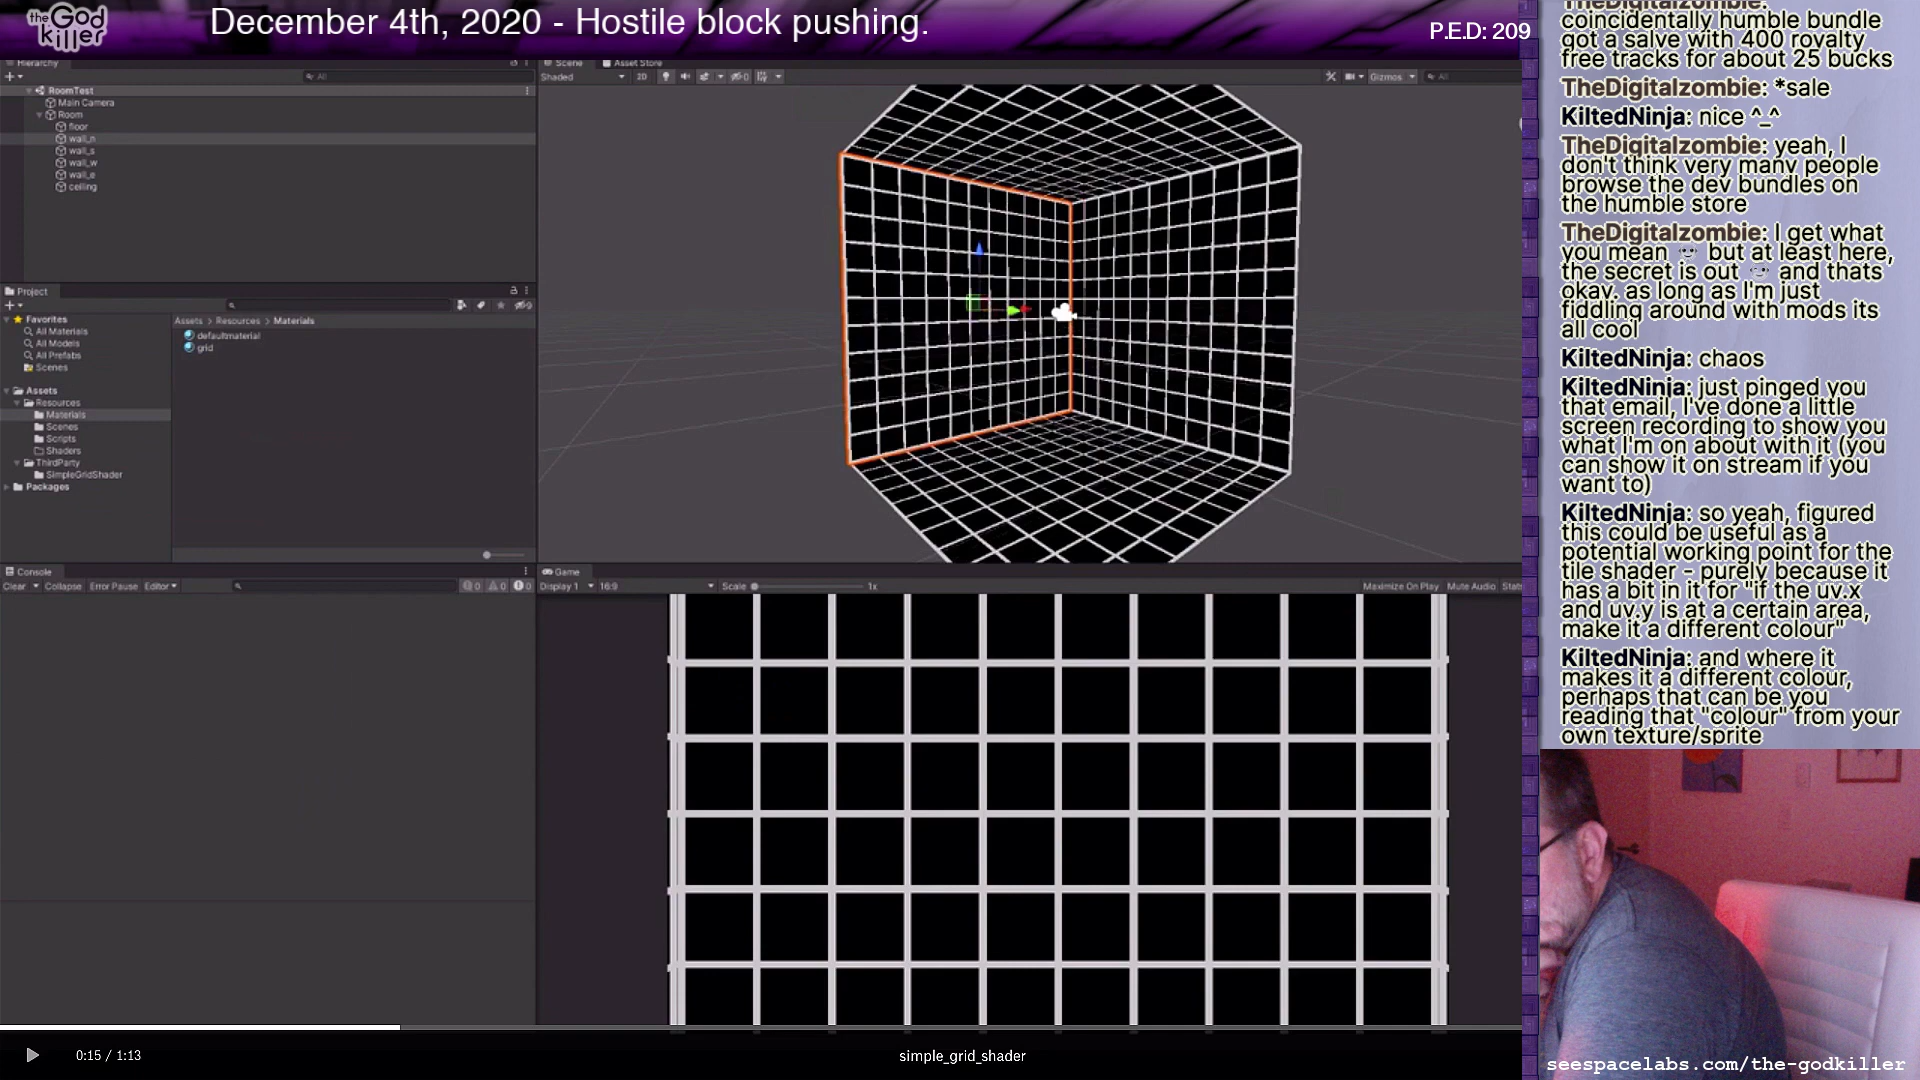 the God killer
December 4th, 2020 - Hostile block pushing.
P.E.D: 209
Hierarchy
All
RoomTest
Main Camera
Room
floor
wall_n
wall_s
wall_w
wall_e
ceiling
Scene
Asset Store
Shaded
2D
0
Gizmos
All
Project
9
Favorites
All Materials
All Models
All Prefabs
Scenes
Assets
Resources
Materials
Scenes
Scripts
Shaders
ThirdParty
SimpleGridShader
Packages
Assets > Resources > Materials
defaultmaterial
grid
Console
Clear
Collapse
Error Pause
Editor
0
0
0
Game
Display 1
16:9
Scale
1x
Maximize On Play
Mute Audio
Stats
0:15 / 1:13
simple_grid_shader
TheDigitalzombie:
coincidentally humble bundle
got a salve with 400 royalty
free tracks for about 25 bucks
TheDigitalzombie: *sale
KiltedNinja: nice ^_^
TheDigitalzombie: yeah, I
don't think very many people
browse the dev bundles on
the humble store
TheDigitalzombie: I get what
you mean but at least here,
the secret is out and thats
okay. as long as I'm just
fiddling around with mods its
all cool
KiltedNinja: chaos
KiltedNinja: just pinged you
that email, I've done a little
screen recording to show you
what I'm on about with it (you
can show it on stream if you
want to)
KiltedNinja: so yeah, figured
this could be useful as a
potential working point for the
tile shader - purely because it
has a bit in it for "if the uv.x
and uv.y is at a certain area,
make it a different colour"
KiltedNinja: and where it
makes it a different colour,
perhaps that can be you
reading that "colour" from your
own texture/sprite
seespacelabs.com/the-godkiller